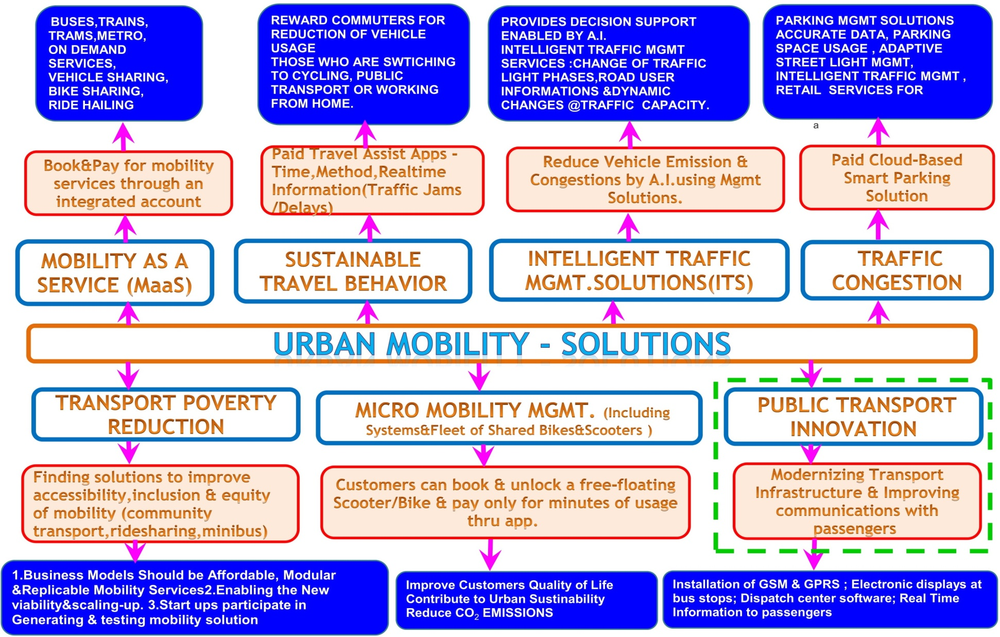 BUSES,TRAINS,
TRAMS,METRO,
ON DEMAND
SERVICES,
VEHICLE SHARING,
BIKE SHARING,
RIDE HAILING
REWARD COMMUTERS FOR
REDUCTION OF VEHICLE
USAGE
THOSE WHO ARE SWTICHING
TO CYCLING, PUBLIC
TRANSPORT OR WORKING
FROM HOME.
PROVIDES DECISION SUPPORT
ENABLED BY A.I.
INTELLIGENT TRAFFIC MGMT
SERVICES :CHANGE OF TRAFFIC
LIGHT PHASES,ROAD USER
INFORMATIONS &DYNAMIC
CHANGES @TRAFFIC CAPACITY.
PARKING MGMT SOLUTIONS
ACCURATE DATA, PARKING
SPACE USAGE , ADAPTIVE
STREET LIGHT MGMT,
INTELLIGENT TRAFFIC MGMT ,
RETAIL SERVICES FOR
a
Book&Pay for mobility
services through an
integrated account
Paid Travel Assist Apps -
Time,Method,Realtime
Information(Traffic Jams
/Delays)
Reduce Vehicle Emission &
Congestions by A.I.using Mgmt
Solutions.
Paid Cloud-Based
Smart Parking
Solution
MOBILITY AS A
SERVICE (MaaS)
SUSTAINABLE
TRAVEL BEHAVIOR
INTELLIGENT TRAFFIC
MGMT.SOLUTIONS(ITS)
TRAFFIC
CONGESTION
URBAN MOBILITY - SOLUTIONS
TRANSPORT POVERTY
REDUCTION
MICRO MOBILITY MGMT. (Including
Systems&Fleet of Shared Bikes&Scooters )
PUBLIC TRANSPORT
INNOVATION
Finding solutions to improve
accessibility,inclusion & equity
of mobility (community
transport,ridesharing,minibus)
Customers can book & unlock a free-floating
Scooter/Bike & pay only for minutes of usage
thru app.
Modernizing Transport
Infrastructure & Improving
communications with
passengers
1.Business Models Should be Affordable, Modular
&Replicable Mobility Services2.Enabling the New
viability&scaling-up. 3.Start ups participate in
Generating & testing mobility solution
Improve Customers Quality of Life
Contribute to Urban Sustinability
Reduce CO2 EMISSIONS
Installation of GSM & GPRS ; Electronic displays at
bus stops; Dispatch center software; Real Time
Information to passengers